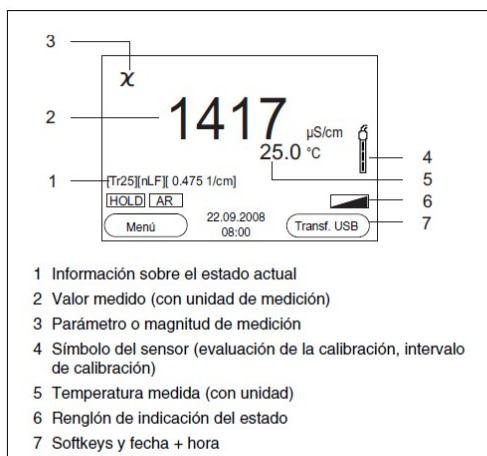 3
χ
2
1417
µS/cm
25.0 °C
4
1
5
[Tr25][nLF][ 0.475 1/cm]
6
HOLD AR
Menú
22.09.2008
08:00
Transf. USB
7
1 Información sobre el estado actual
2 Valor medido (con unidad de medición)
3 Parámetro o magnitud de medición
4 Símbolo del sensor (evaluación de la calibración, intervalo
de calibración)
5 Temperatura medida (con unidad)
6 Renglón de indicación del estado
7 Softkeys y fecha + hora